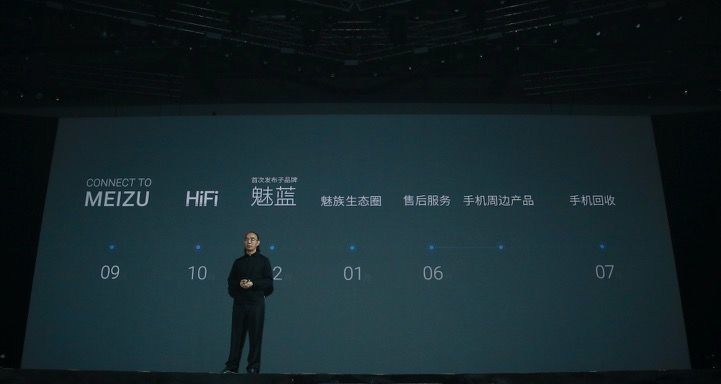 CONNECT TO
MEIZU
HiFi
首次发布子品牌
魅蓝
魅族生态圈
售后服务
手机周边产品
手机回收
09
10
2
01
06
07